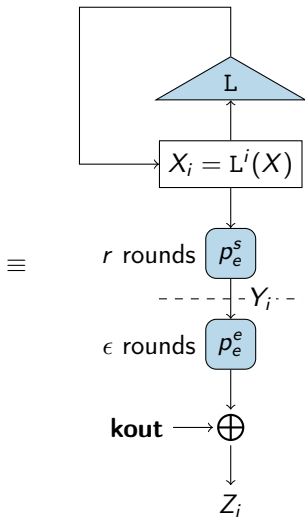 L
X_i = L^i(X)
≡
r rounds p_e^s
Y_i
ϵ rounds p_e^e
kout ⊕
Z_i